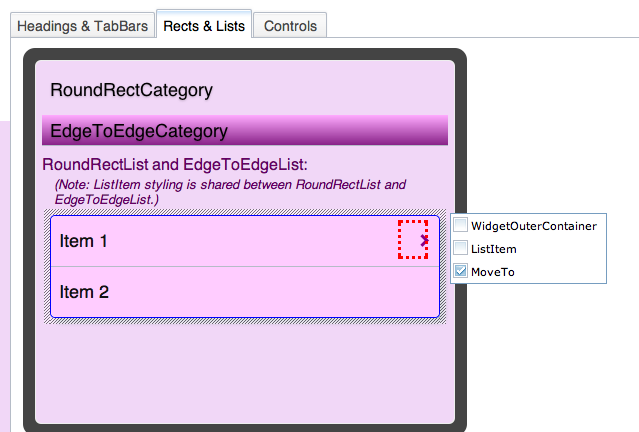 Headings & TabBars Rects & Lists Controls
RoundRectCategory
EdgeToEdgeCategory
RoundRectList and EdgeToEdgeList:
(Note: ListItem styling is shared between RoundRectList and
EdgeToEdgeList.)
Item 1
Item 2
WidgetOuterContainer
ListItem
MoveTo